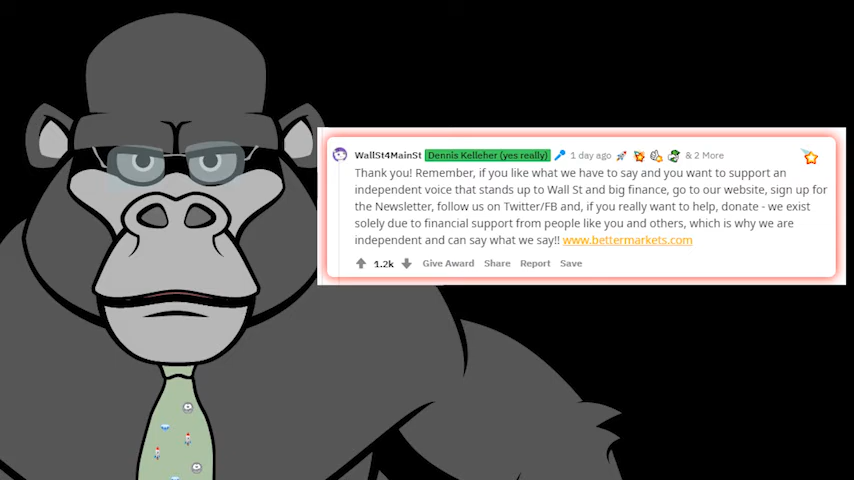 WallSt4MainSt Dennis Kelleher (yes really) 1 day ago & 2 More
Thank you! Remember, if you like what we have to say and you want to support an
independent voice that stands up to Wall St and big finance, go to our website, sign up for
the Newsletter, follow us on Twitter/FB and, if you really want to help, donate - we exist
solely due to financial support from people like you and others, which is why we are
independent and can say what we say!! www.bettermarkets.com
1.2k Give Award Share Report Save